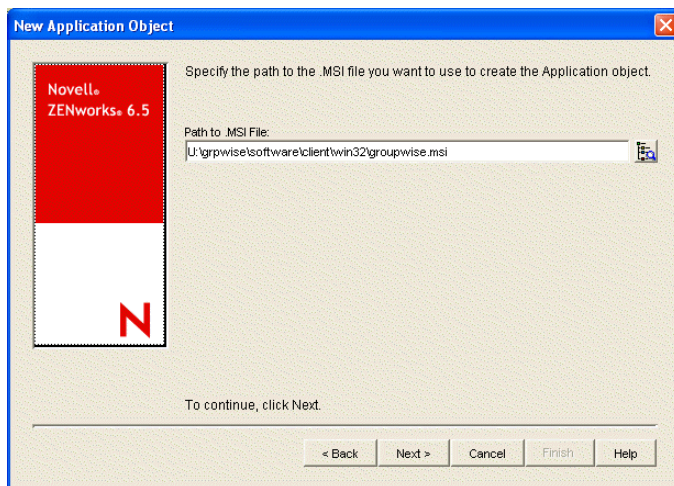 New Application Object
Novell®
ZENworks® 6.5
N
Specify the path to the .MSI file you want to use to create the Application object.
Path to .MSI File:
U:\grpwise\software\client\win32\groupwise.msi
To continue, click Next.
< Back
Next >
Cancel
Finish
Help